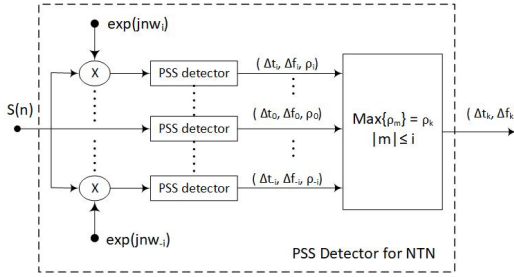 exp(jnwᵢ)
X
PSS detector
( Δtᵢ, Δfᵢ, ρᵢ)
S(n)
PSS detector
( Δt₀, Δf₀, ρ₀)
Max{ρₘ} = ρₖ
|m| ≤ i
( Δtₖ, Δfₖ
X
PSS detector
( Δt₋ᵢ, Δf₋ᵢ, ρ₋ᵢ)
exp(jnw₋ᵢ)
PSS Detector for NTN